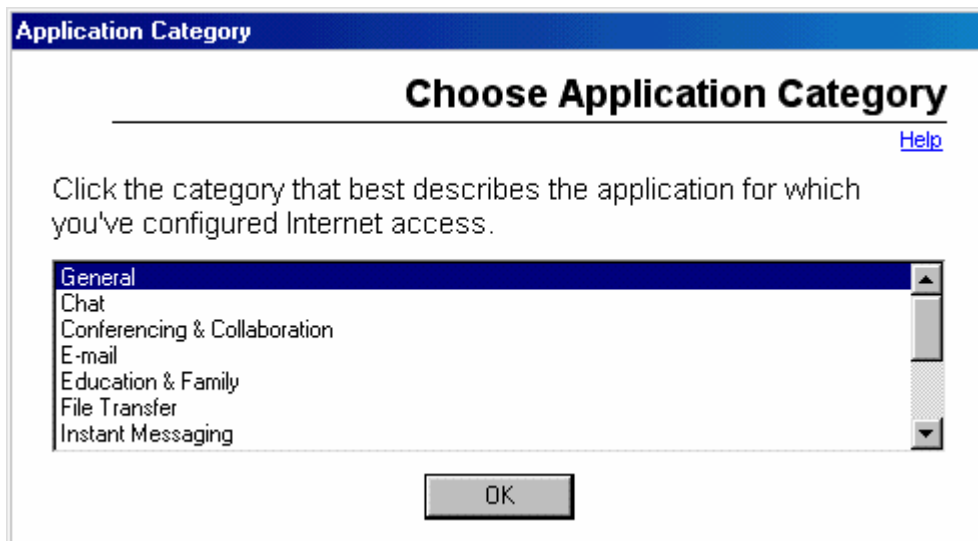 Application Category
Choose Application Category
Help
Click the category that best describes the application for which
you've configured Internet access.
General
Chat
Conferencing & Collaboration
E-mail
Education & Family
File Transfer
Instant Messaging
OK